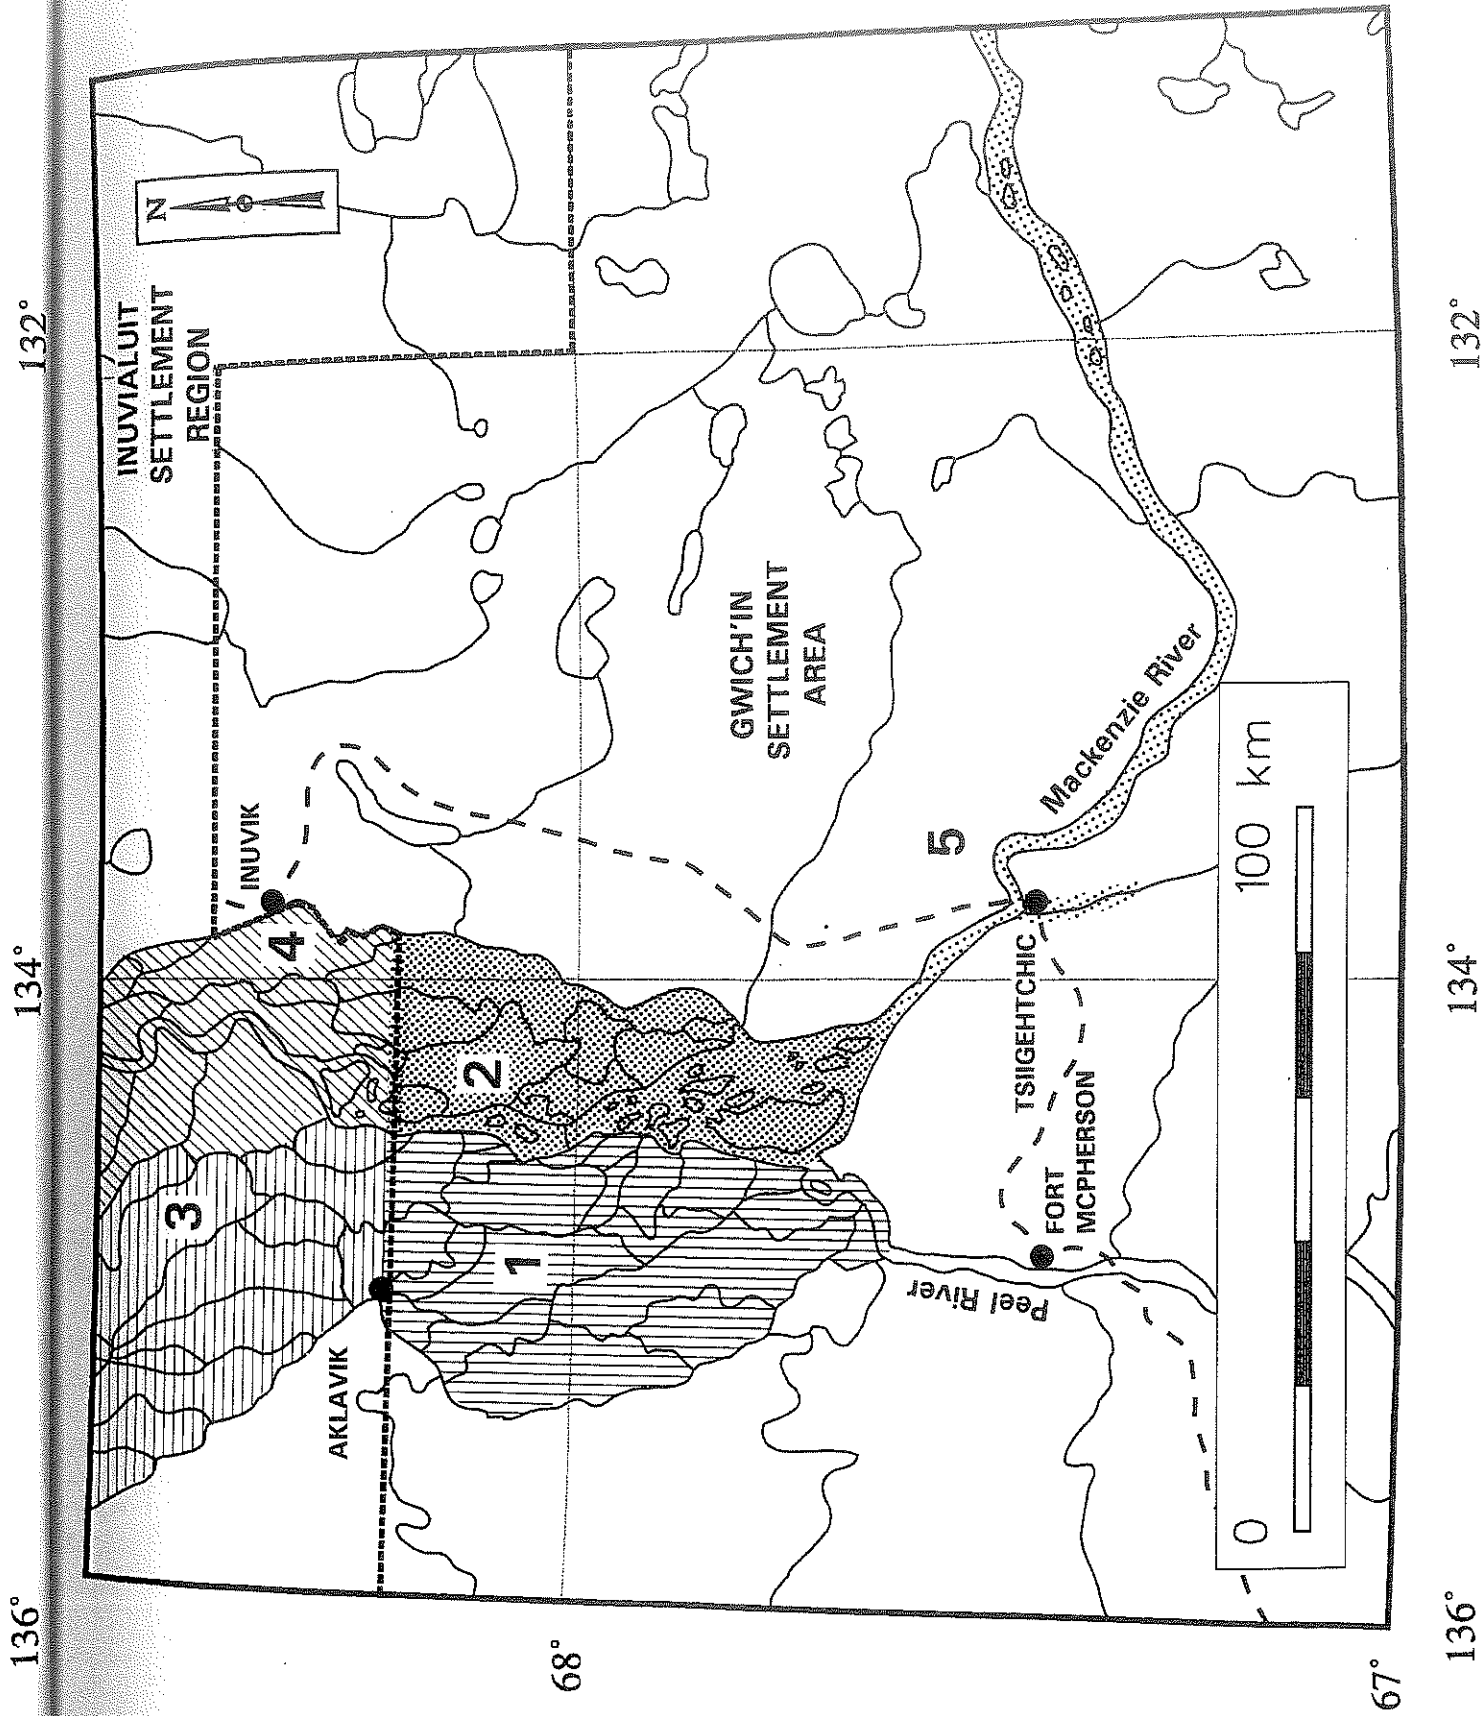 136°
134°
132°
N
INUVIALUIT
SETTLEMENT
REGION
INUVIK
4
3
AKLAVIK
2
1
68°
GWICH'IN
SETTLEMENT
AREA
Peel River
5
Mackenzie River
TSIIGEHTCHIC
FORT
MCPHERSON
0
100 km
67°
136°
134°
132°